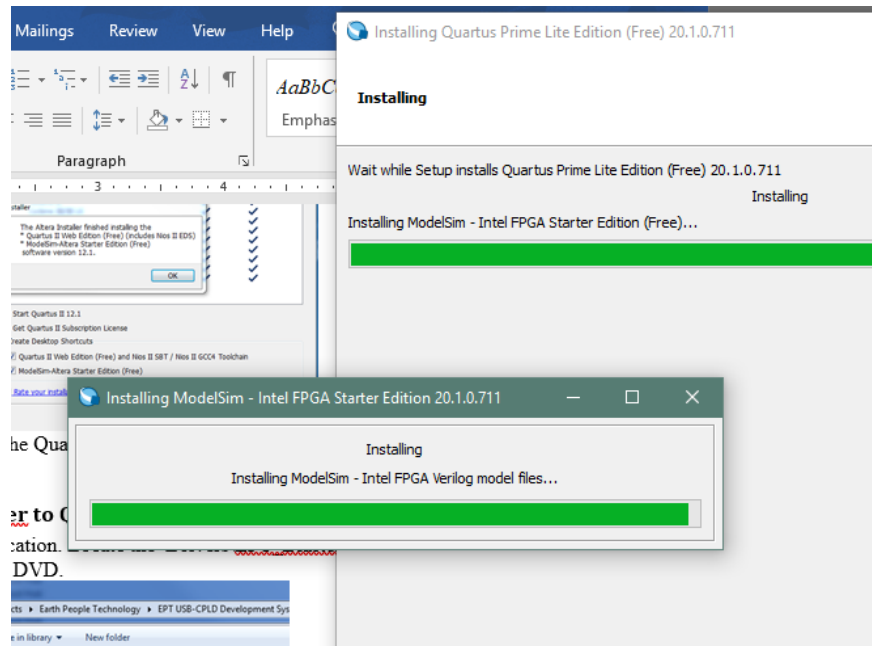 Mailings Review View Help
Installing Quartus Prime Lite Edition (Free) 20.1.0.711
Installing
AaBbC
Emphas
Paragraph
3 4
Wait while Setup installs Quartus Prime Lite Edition (Free) 20.1.0.711
Installing
Installing ModelSim - Intel FPGA Starter Edition (Free)...
The Altera Installer finished installing the
* Quartus II Web Edition (Free) (includes Nios II EDS)
* ModelSim-Altera Starter Edition (Free)
software version 12.1.
OK
Start Quartus II 12.1
Get Quartus II Subscription License
Create Desktop Shortcuts
Quartus II Web Edition (Free) and Nios II SBT / Nios II GCC4 Toolchain
ModelSim-Altera Starter Edition (Free)
Rate your
Installing ModelSim - Intel FPGA Starter Edition 20.1.0.711
Installing
Installing ModelSim - Intel FPGA Verilog model files...
he Qua
er to
cation.
DVD.
cts Earth People Technology EPT USB-CPLD Development Sys
e in library New folder